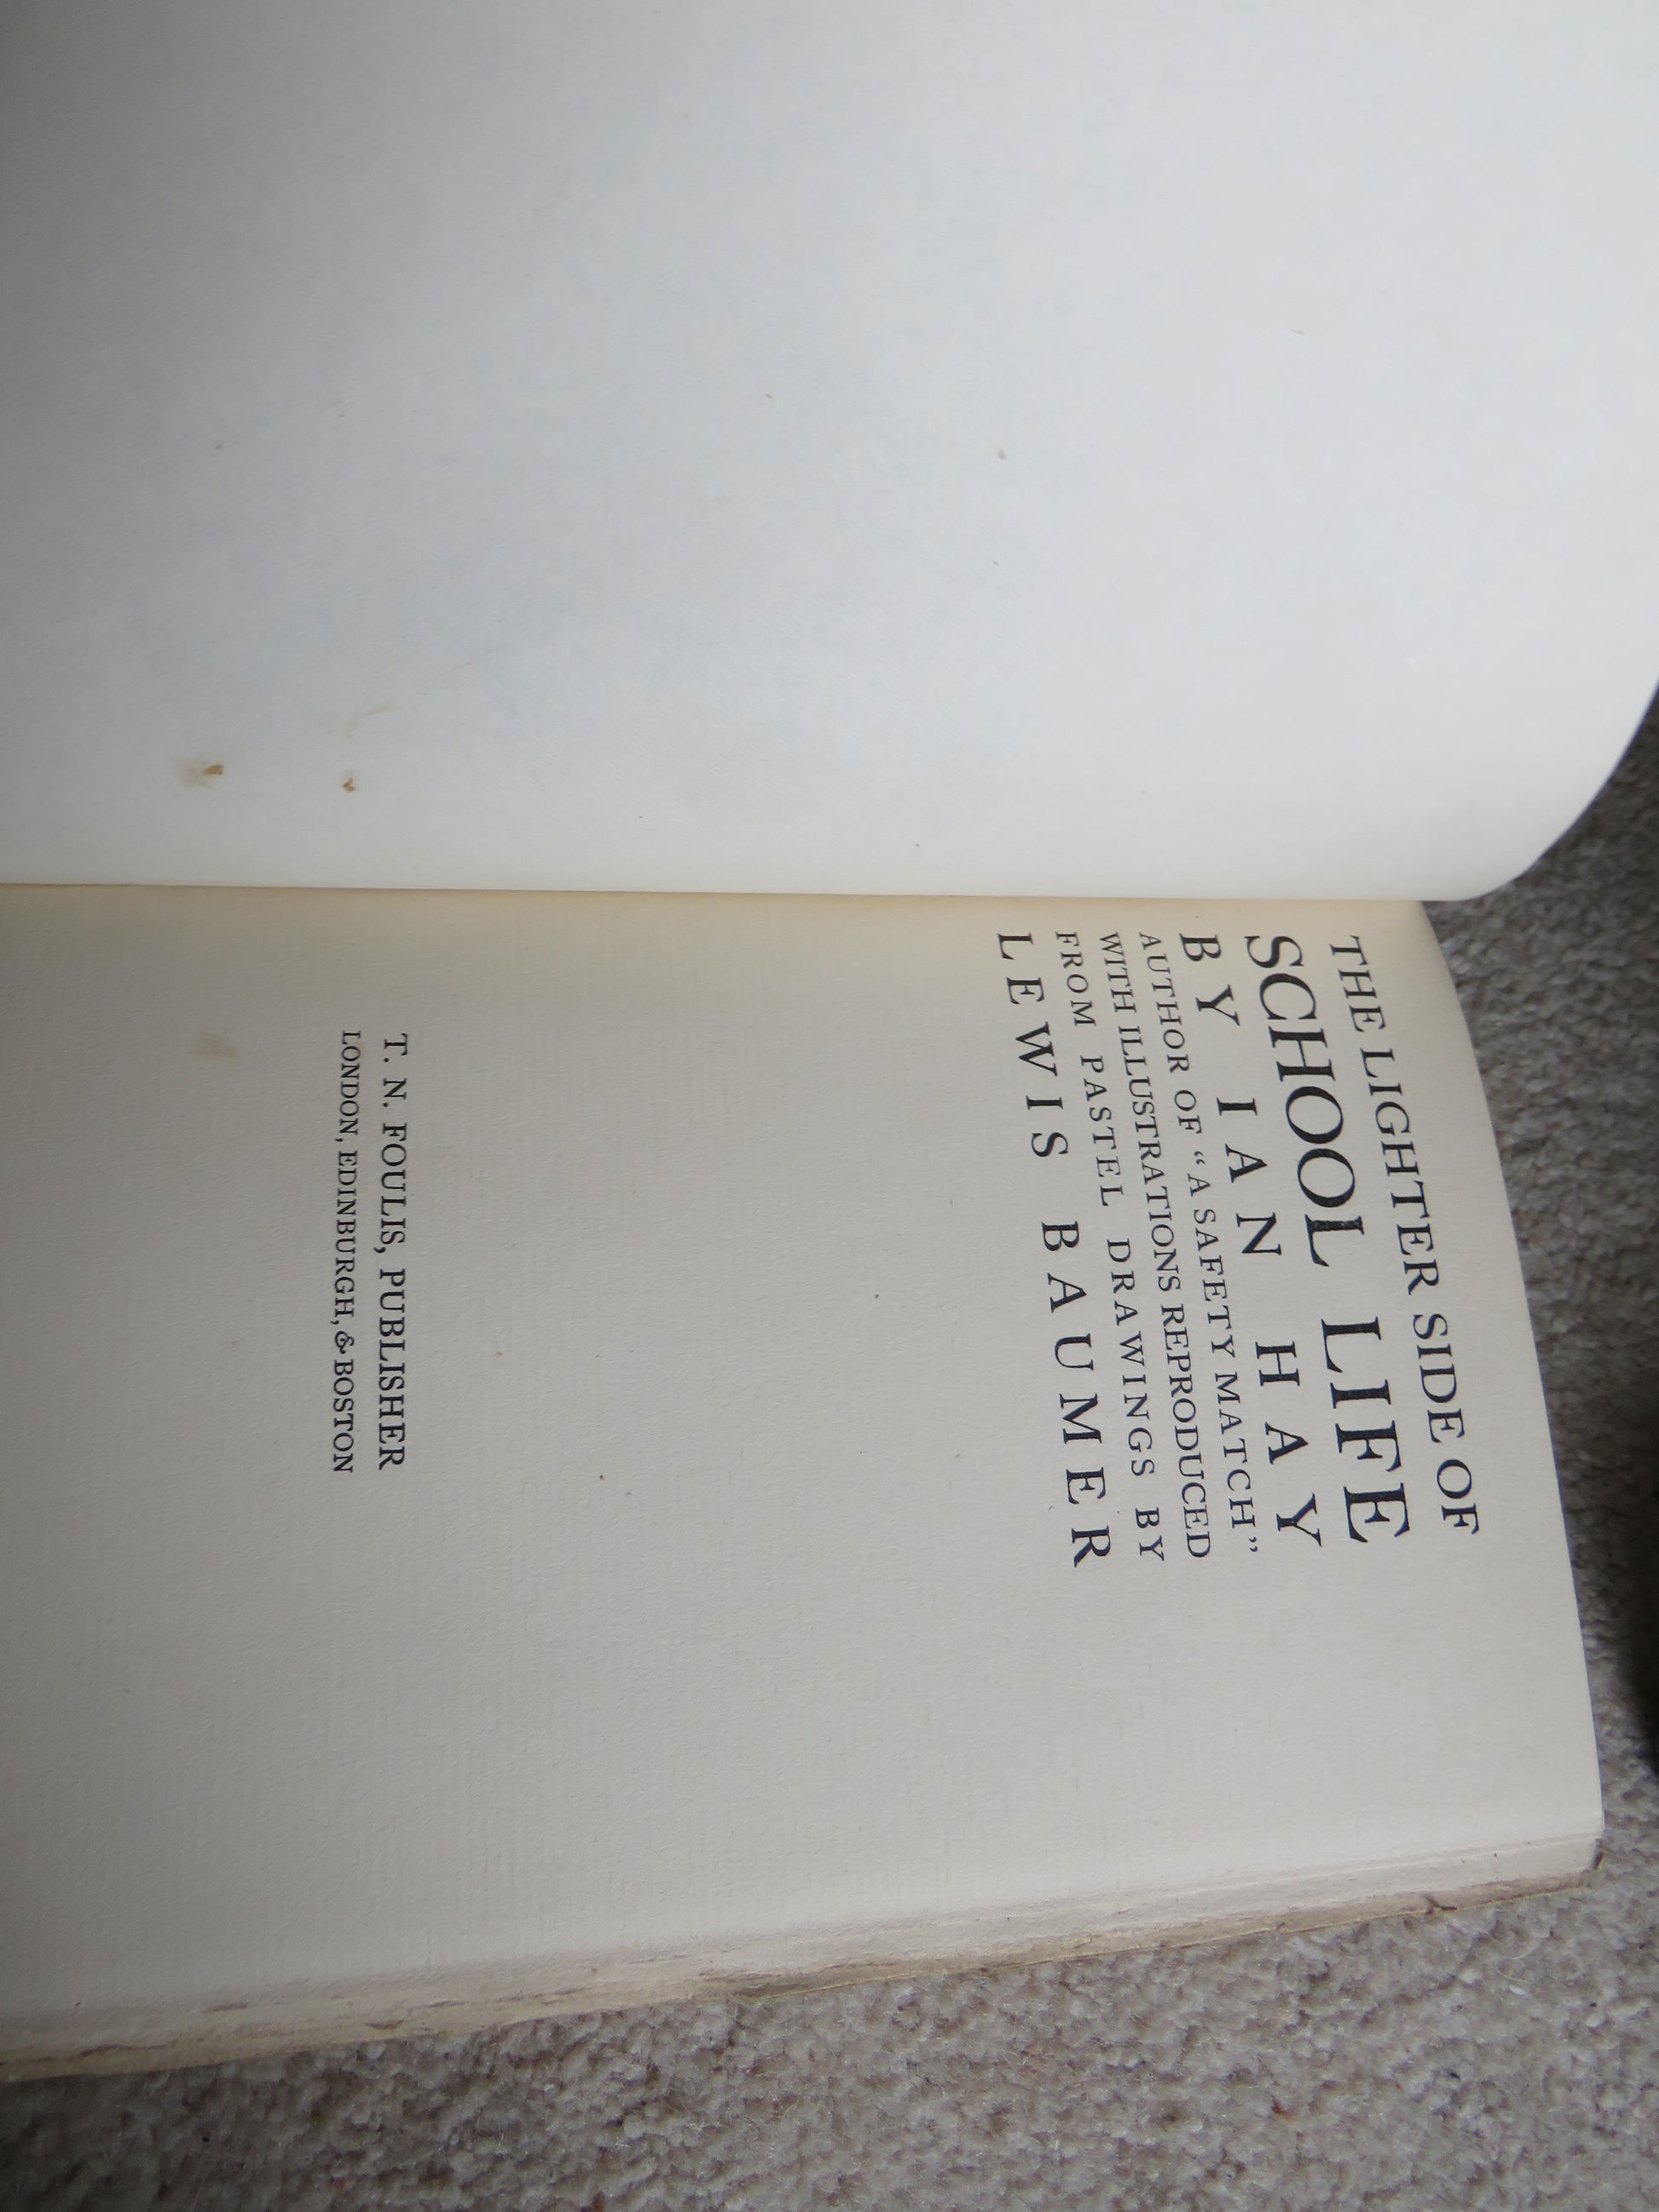 THE LIGHTER SIDE OF
SCHOOL LIFE
BY IAN HAY
AUTHOR OF “A SAFETY MATCH”
WITH ILLUSTRATIONS REPRODUCED
FROM PASTEL DRAWINGS BY
LEWIS BAUMER
T. N. FOULIS, PUBLISHER
LONDON, EDINBURGH, & BOSTON